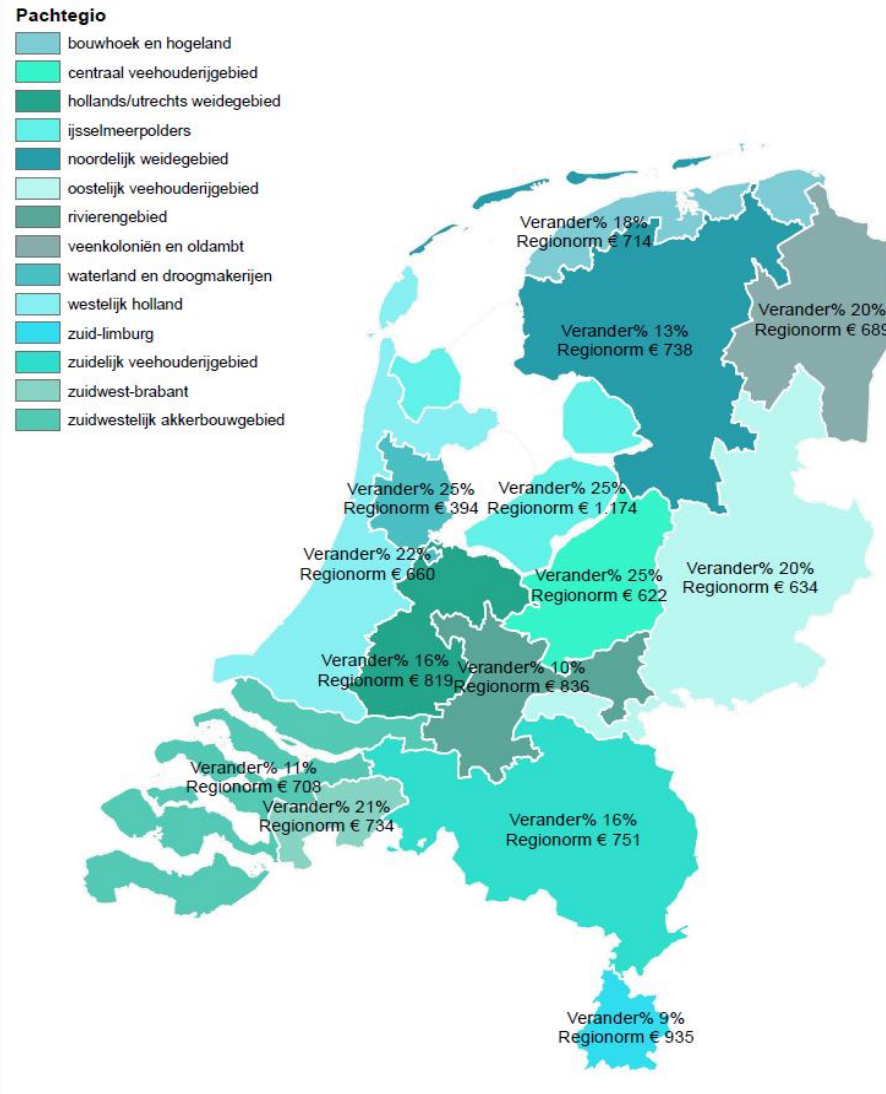 Pachtegio
bouwhoek en hogeland
centraal veehouderijgebied
hollands/utrechts weidegebied
ijsselmeerpolders
noordelijk weidegebied
oostelijk veehouderijgebied
rivierengebied
veenkoloniën en oldambt
waterland en droogmakerijen
westelijk holland
zuid-limburg
zuidelijk veehouderijgebied
zuidwest-brabant
zuidwestelijk akkerbouwgebied
Verander% 18%
Regionorm € 714
Verander% 20%
Regionorm € 689
Verander% 13%
Regionorm € 738
Verander% 25%
Regionorm € 394
Verander% 25%
Regionorm € 1.174
Verander% 22%
Regionorm € 660
Verander% 25%
Regionorm € 622
Verander% 20%
Regionorm € 634
Verander% 16%
Regionorm € 819
Verander% 10%
Regionorm € 836
Verander% 11%
Regionorm € 708
Verander% 21%
Regionorm € 734
Verander% 16%
Regionorm € 751
Verander% 9%
Regionorm € 935